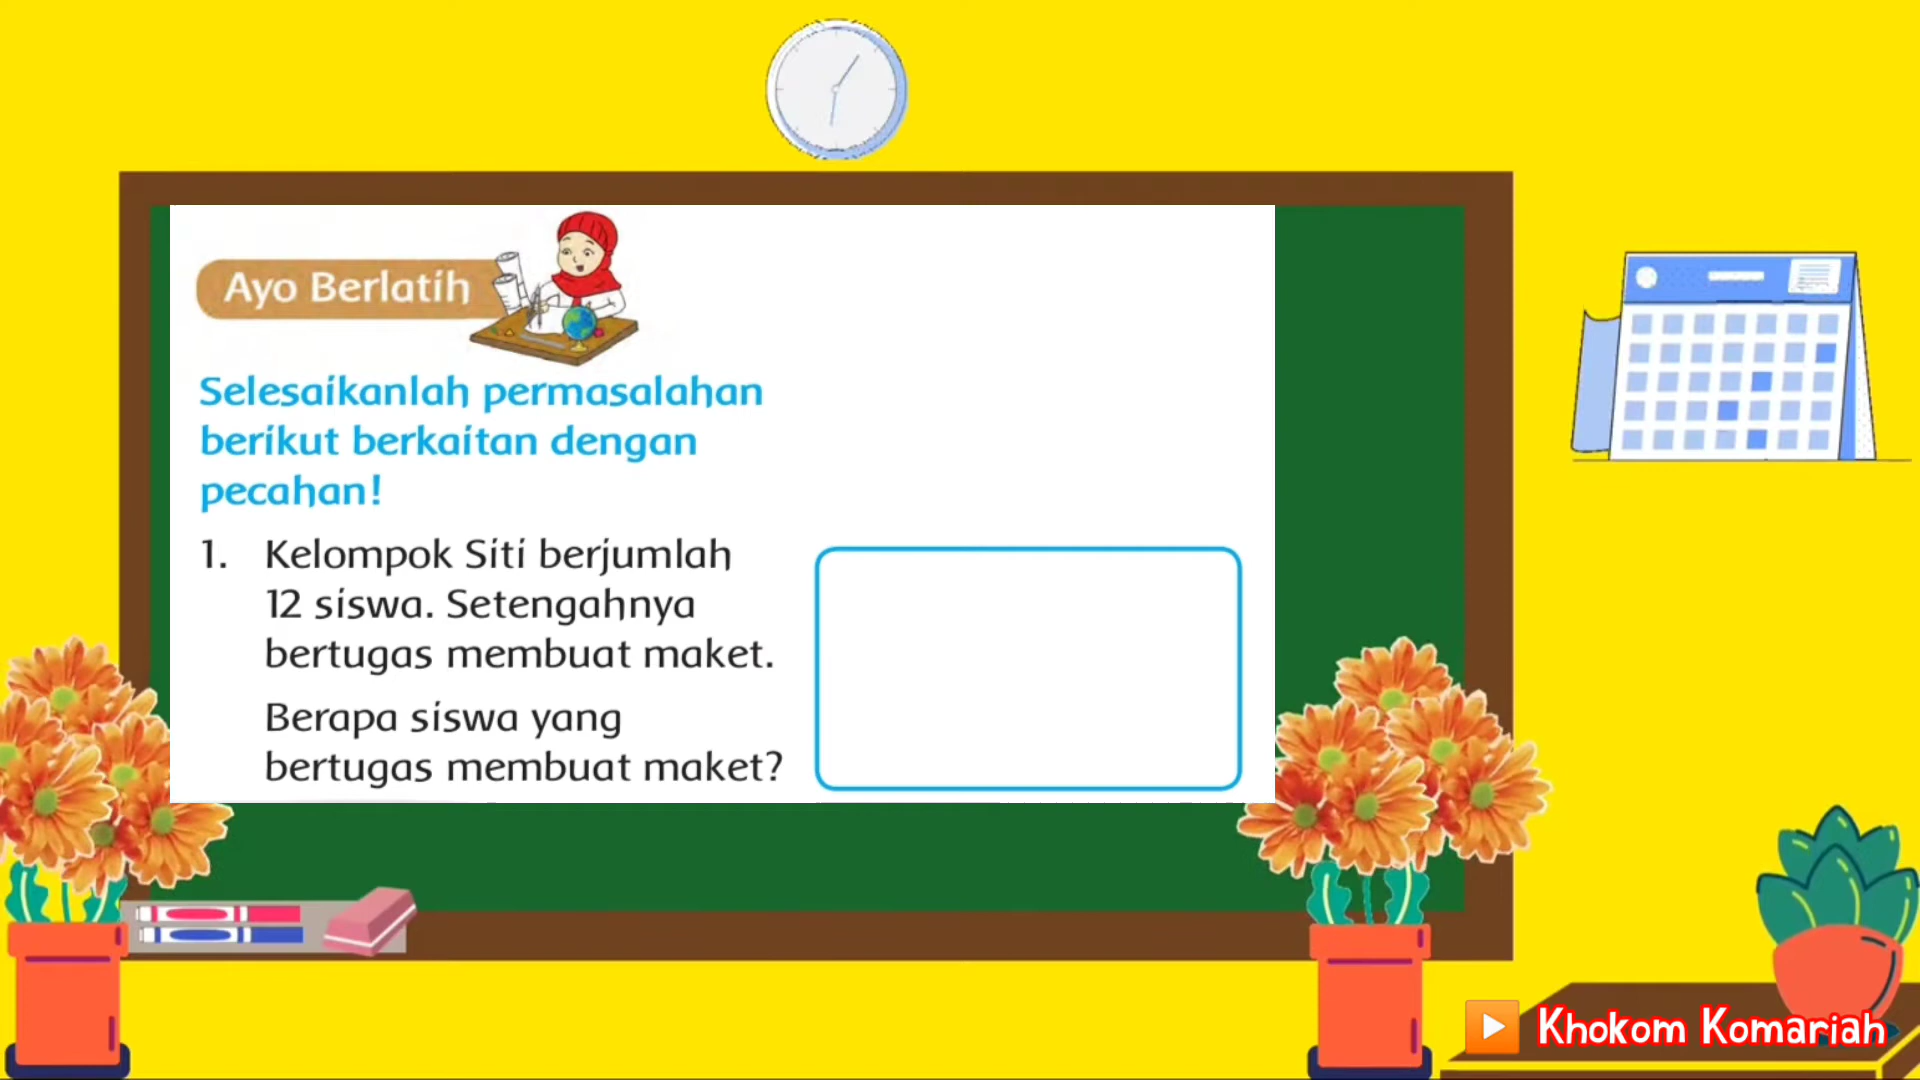 Ayo Berlatih
Selesaikanlah permasalahan
berikut berkaitan dengan
pecahan!
1. Kelompok Siti berjumlah
12 siswa. Setengahnya
bertugas membuat maket.
Berapa siswa yang
bertugas membuat maket?
Khokom Komariah